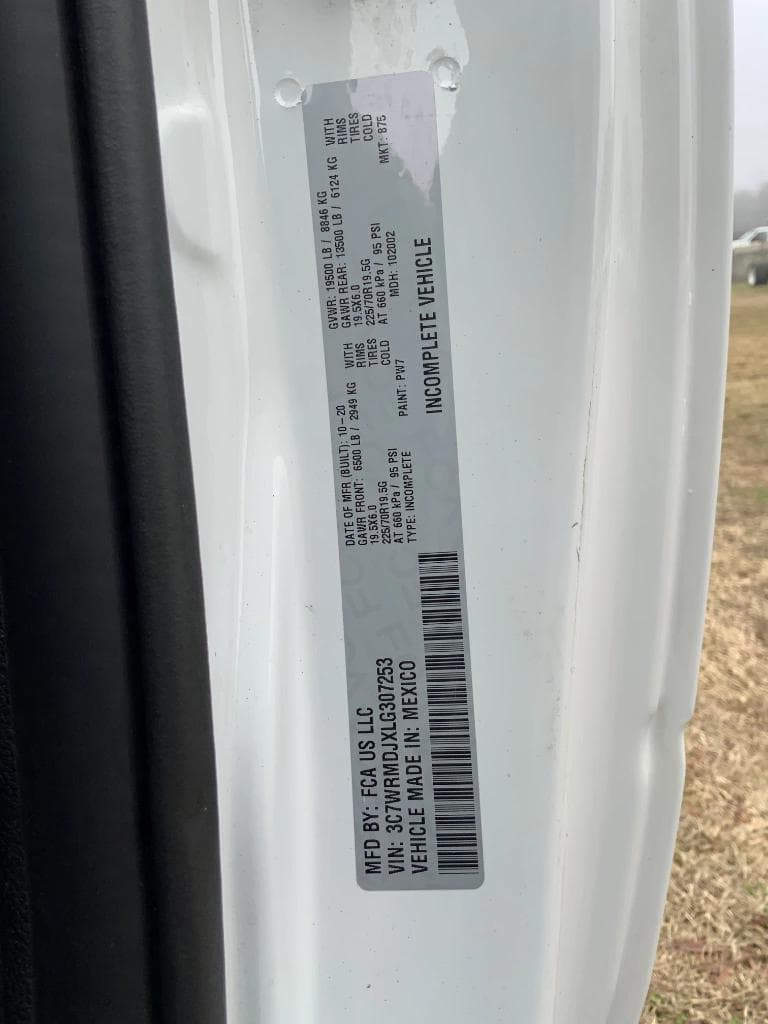 MFD BY: FCA US LLC
VIN: 3C7WRMDJXLG307253
VEHICLE MADE IN: MEXICO
DATE OF MFR (BUILT): 10-20
GAWR FRONT: 6500 LB / 2949 KG WITH
19.5X6.0 RIMS
225/70R19.5G TIRES
AT 660 kPa / 95 PSI COLD
TYPE: INCOMPLETE PAINT: PW7
GVWR: 19500 LB / 8846 KG
GAWR REAR: 13500 LB / 6124 KG WITH
19.5X6.0 RIMS
225/70R19.5G TIRES
AT 660 kPa / 95 PSI COLD
MDH: 102002 MKT: 875
INCOMPLETE VEHICLE